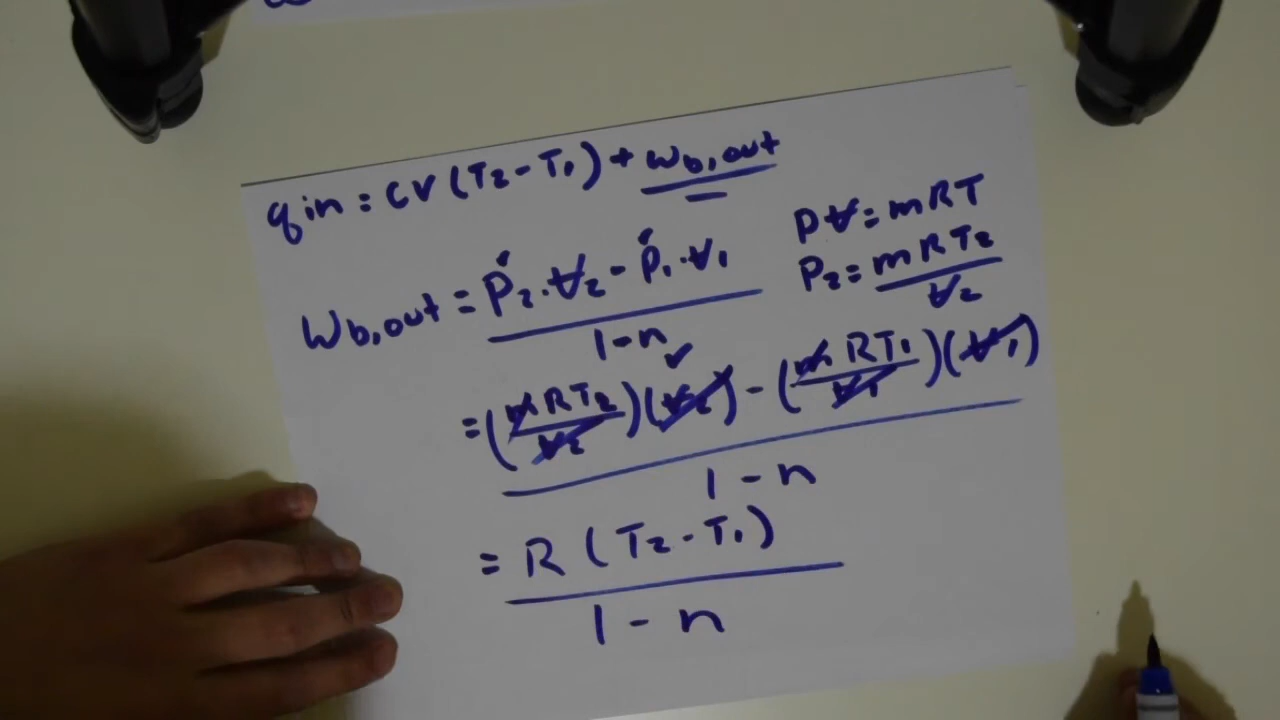 qin = CV (T2 - T1) + wb,out
PV = mRT
P2 = mRT2 / V2
Wb,out = P2 · V2 - P1 · V1 / 1 - n
= (mRT2 / V2)(V2) - (mRT1 / V1)(V1) / 1 - n
= R (T2 - T1) / 1 - n